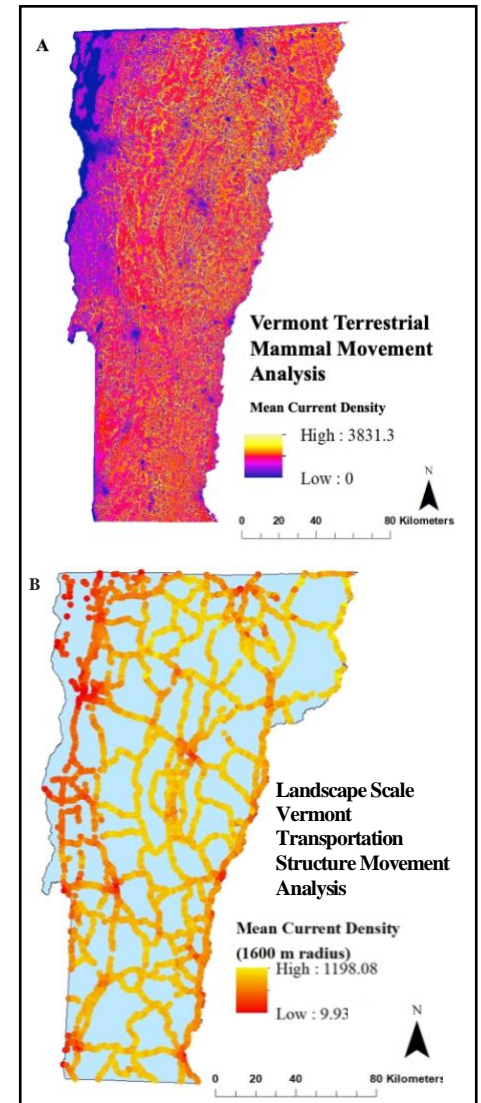 A
Vermont Terrestrial
Mammal Movement
Analysis
Mean Current Density
High : 3831.3
Low : 0
N
0 20 40 80 Kilometers
B
Landscape Scale
Vermont
Transportation
Structure Movement
Analysis
Mean Current Density
(1600 m radius)
High : 1198.08
Low : 9.93
N
0 20 40 80 Kilometers